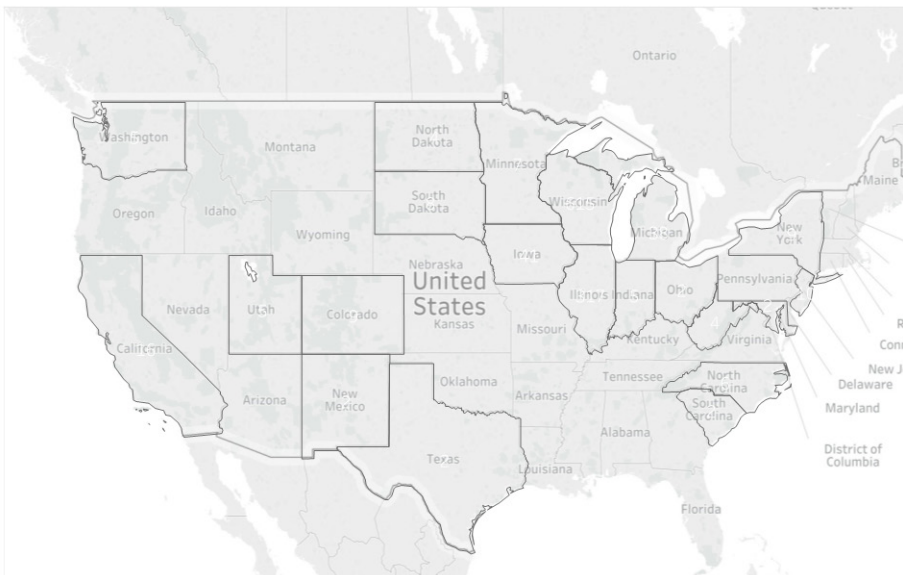 Ontario
Washington
Montana
North
Dakota
Minnesota
Maine
Oregon
Idaho
South
Dakota
Wisconsin
Michigan
New
York
Wyoming
Iowa
Nebraska
Pennsylvania
United
States
Nevada
Utah
Colorado
Illinois
Indiana
Ohio
Kansas
Missouri
Kentucky
Virginia
California
New J
Delaware
Maryland
Arizona
New
Mexico
Oklahoma
Arkansas
Tennessee
North
Carolina
South
Carolina
Alabama
Texas
Louisiana
District of
Columbia
Florida